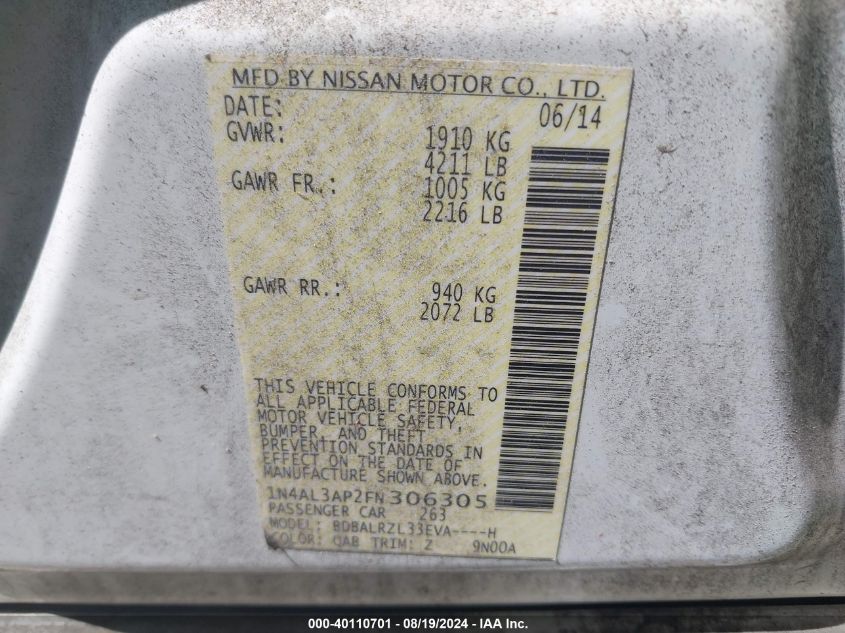 MFD BY NISSAN MOTOR CO., LTD.
DATE: 06/14
GVWR: 1910 KG
4211 LB
GAWR FR.: 1005 KG
2216 LB
GAWR RR.: 940 KG
2072 LB
THIS VEHICLE CONFORMS TO
ALL APPLICABLE FEDERAL
MOTOR VEHICLE SAFETY,
BUMPER, AND THEFT
PREVENTION STANDARDS IN
EFFECT ON THE DATE OF
MANUFACTURE SHOWN ABOVE.
1N4AL3AP2FN306305
PASSENGER CAR 263
MODEL: BDBALRZL33EVA----H
COLOR: QAB TRIM: Z 9N00A
000-40110701 - 08/19/2024 - IAA Inc.